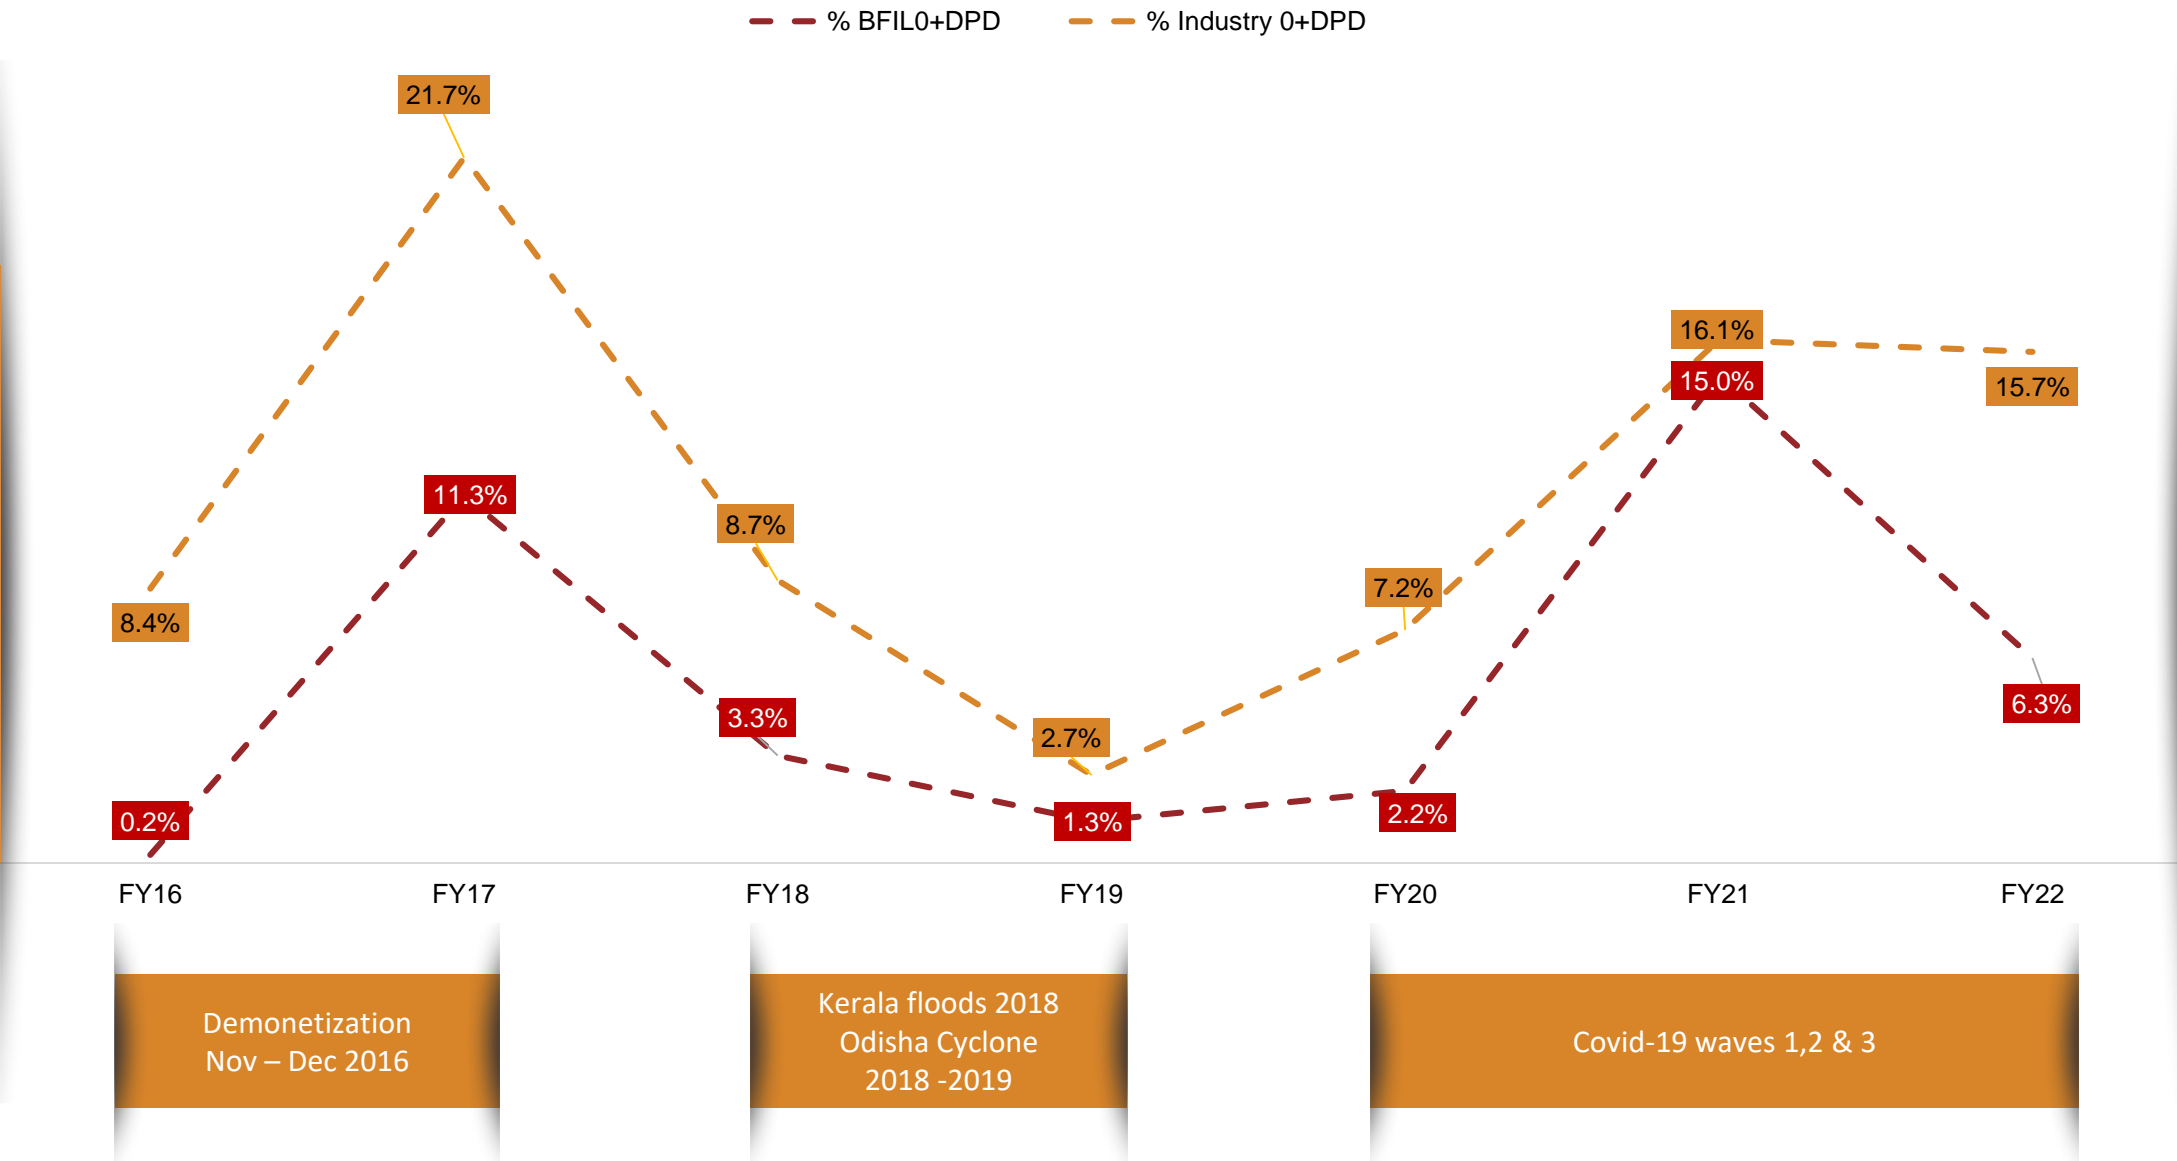 % BFIL0+DPD
% Industry 0+DPD
21.7%
16.1%
15.0%
15.7%
11.3%
8.7%
7.2%
8.4%
3.3%
6.3%
2.7%
0.2%
1.3%
2.2%
FY16
FY17
FY18
FY19
FY20
FY21
FY22
Demonetization
Nov – Dec 2016
Kerala floods 2018
Odisha Cyclone
2018 -2019
Covid-19 waves 1,2 & 3